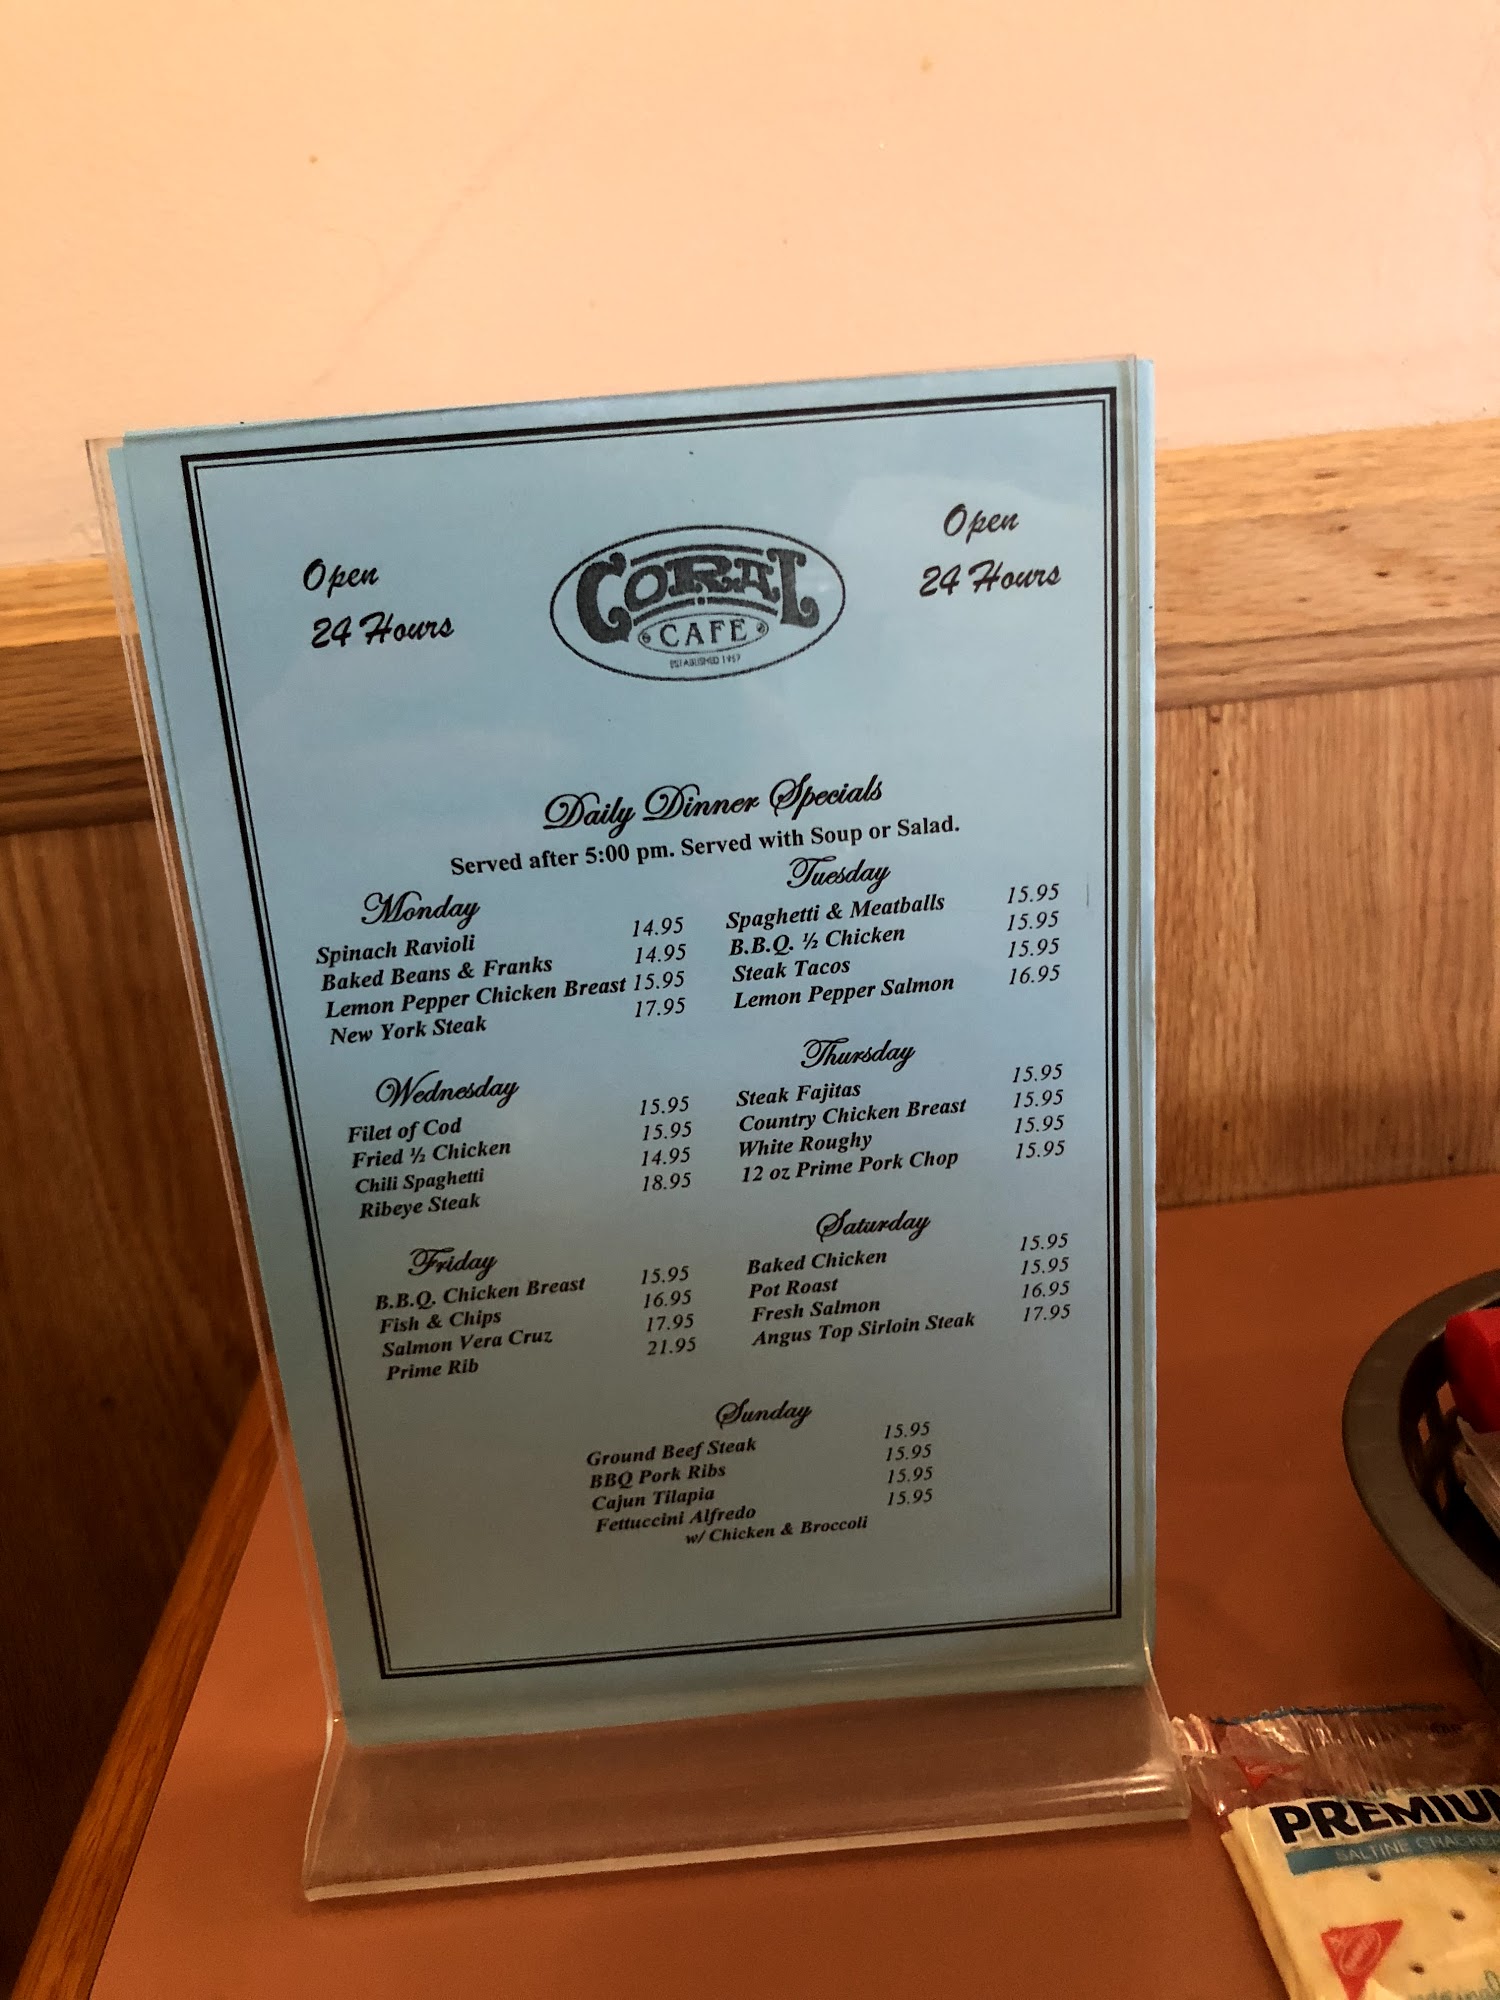 Open
24 Hours
CORAL
CAFE
ESTABLISHED 1957
Open
24 Hours
Daily Dinner Specials
Served after 5:00 pm. Served with Soup or Salad.
Monday
Spinach Ravioli 14.95
Baked Beans & Franks 14.95
Lemon Pepper Chicken Breast 15.95
New York Steak 17.95
Tuesday
Spaghetti & Meatballs 15.95
B.B.Q. ½ Chicken 15.95
Steak Tacos 15.95
Lemon Pepper Salmon 16.95
Wednesday
Filet of Cod 15.95
Fried ½ Chicken 15.95
Chili Spaghetti 14.95
Ribeye Steak 18.95
Thursday
Steak Fajitas 15.95
Country Chicken Breast 15.95
White Roughy 15.95
12 oz Prime Pork Chop 15.95
Friday
B.B.Q. Chicken Breast 15.95
Fish & Chips 16.95
Salmon Vera Cruz 17.95
Prime Rib 21.95
Saturday
Baked Chicken 15.95
Pot Roast 15.95
Fresh Salmon 16.95
Angus Top Sirloin Steak 17.95
Sunday
Ground Beef Steak 15.95
BBQ Pork Ribs 15.95
Cajun Tilapia 15.95
Fettuccini Alfredo 15.95
w/ Chicken & Broccoli
PREMIUM
SALTINE CRACKERS